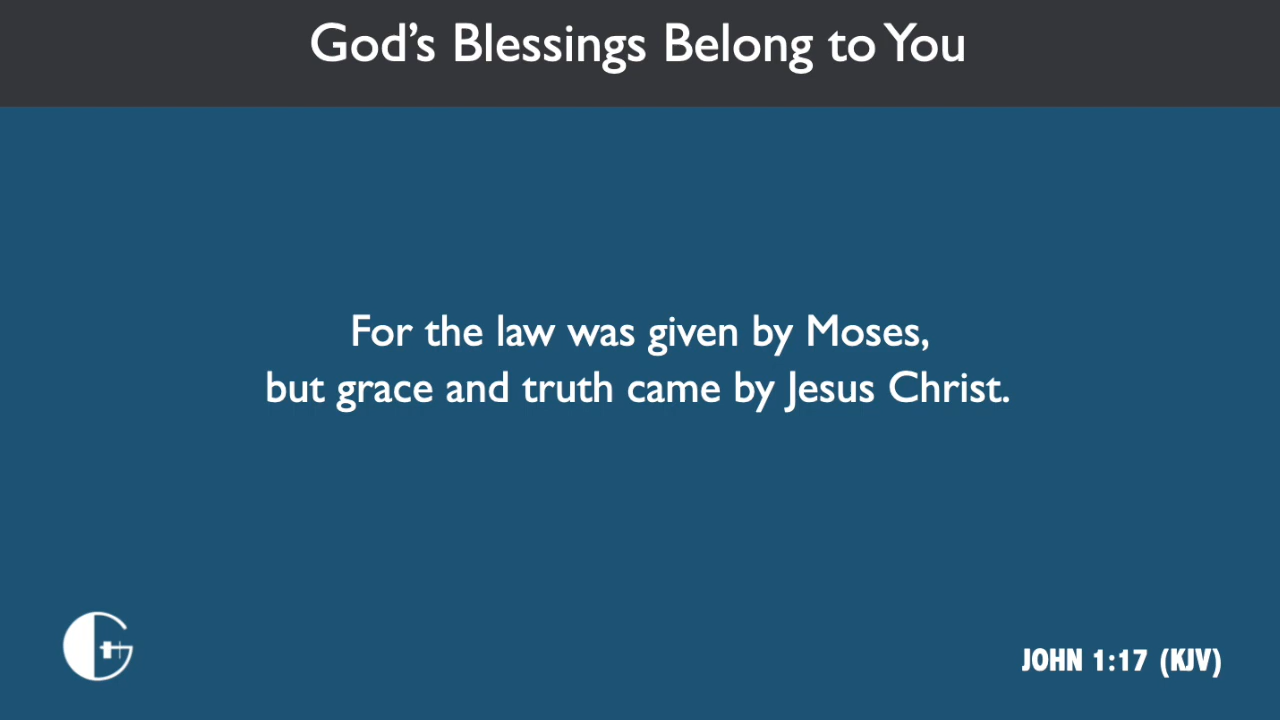 God’s Blessings Belong to You
For the law was given by Moses,
but grace and truth came by Jesus Christ.
JOHN 1:17 (KJV)